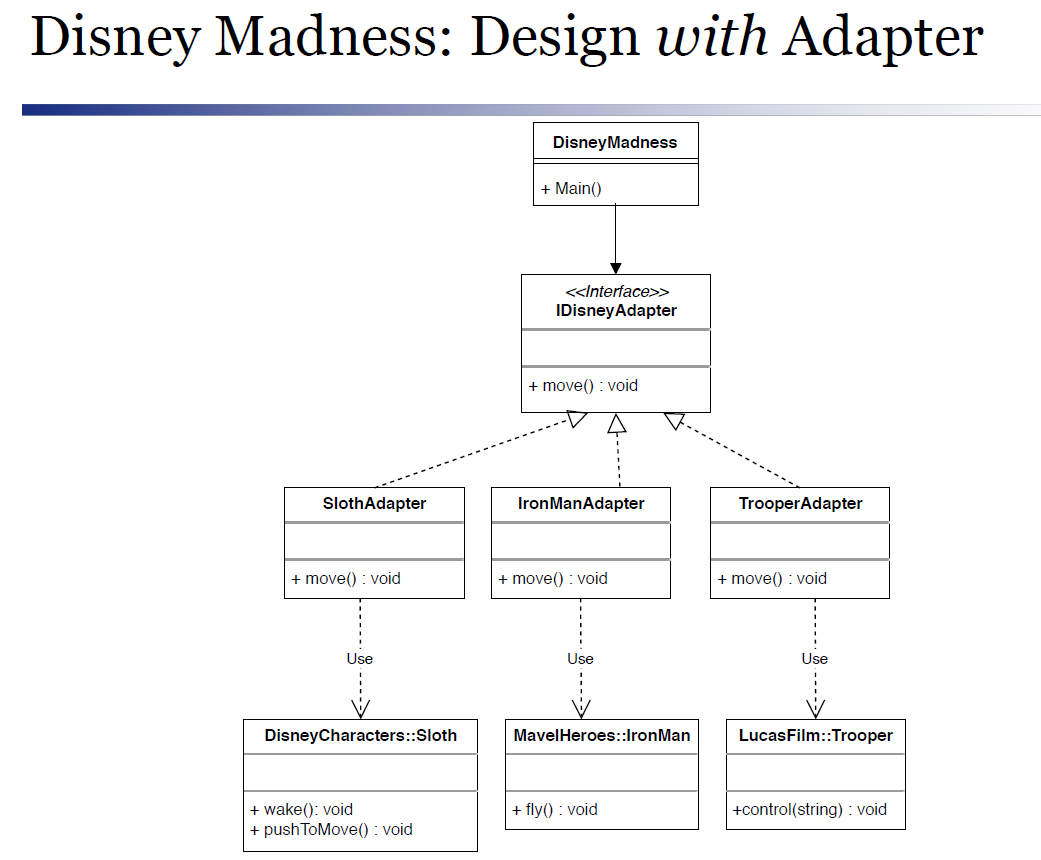 Disney Madness: Design with Adapter
DisneyMadness
+ Main()
<<Interface>>
IDisneyAdapter
+ move() : void
SlothAdapter
+ move() : void
IronManAdapter
+ move() : void
TrooperAdapter
+ move() : void
Use
Use
Use
DisneyCharacters::Sloth
+ wake(): void
+ pushToMove() : void
MavelHeroes::IronMan
+ fly() : void
LucasFilm::Trooper
+control(string) : void